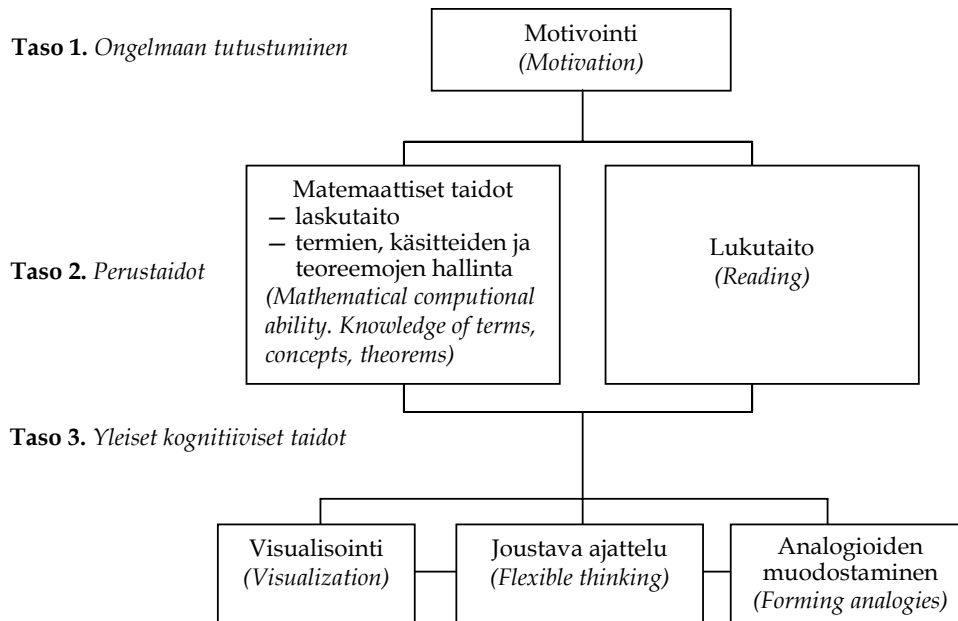 Taso 1. Ongelmaan tutustuminen
Motivointi
(Motivation)
Taso 2. Perustaidot
Matemaattiset taidot
– laskutaito
– termien, käsitteiden ja
teoreemojen hallinta
(Mathematical computional
ability. Knowledge of terms,
concepts, theorems)
Lukutaito
(Reading)
Taso 3. Yleiset kognitiiviset taidot
Visualisointi
(Visualization)
Joustava ajattelu
(Flexible thinking)
Analogioiden
muodostaminen
(Forming analogies)